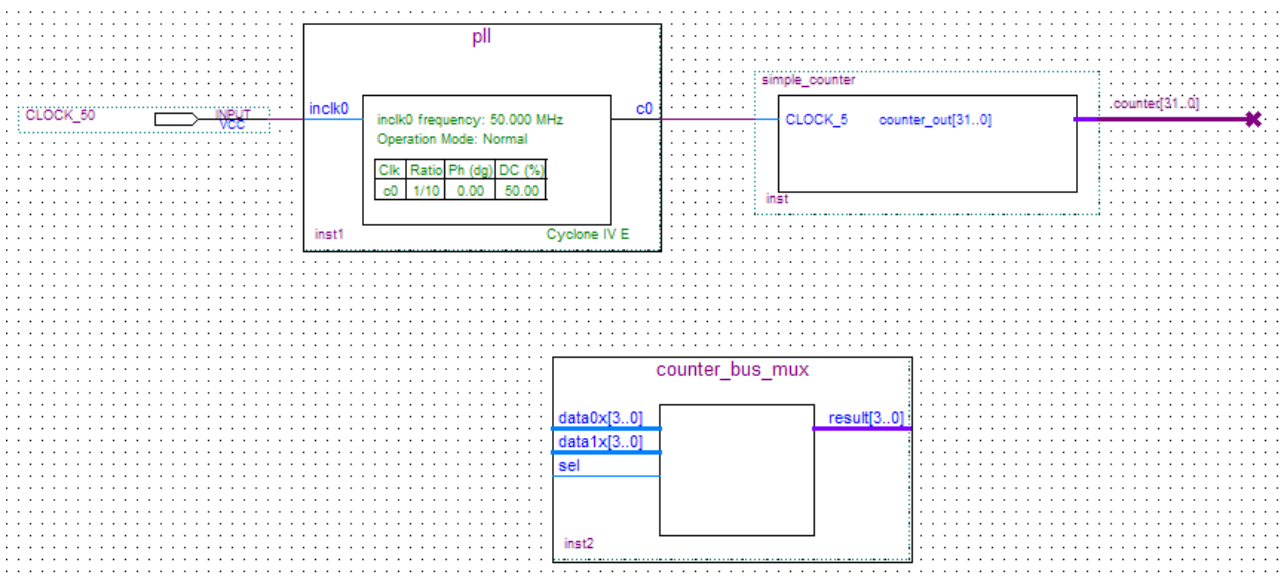 pll
simple_counter
CLOCK_50
INPUT
VCC
inclk0
c0
inclk0 frequency: 50.000 MHz
Operation Mode: Normal
Clk Ratio Ph (dg) DC (%)
c0 1/10 0.00 50.00
inst1
Cyclone IV E
CLOCK_5 counter_out[31..0]
counter[31..0]
inst
counter_bus_mux
data0x[3..0]
result[3..0]
data1x[3..0]
sel
inst2